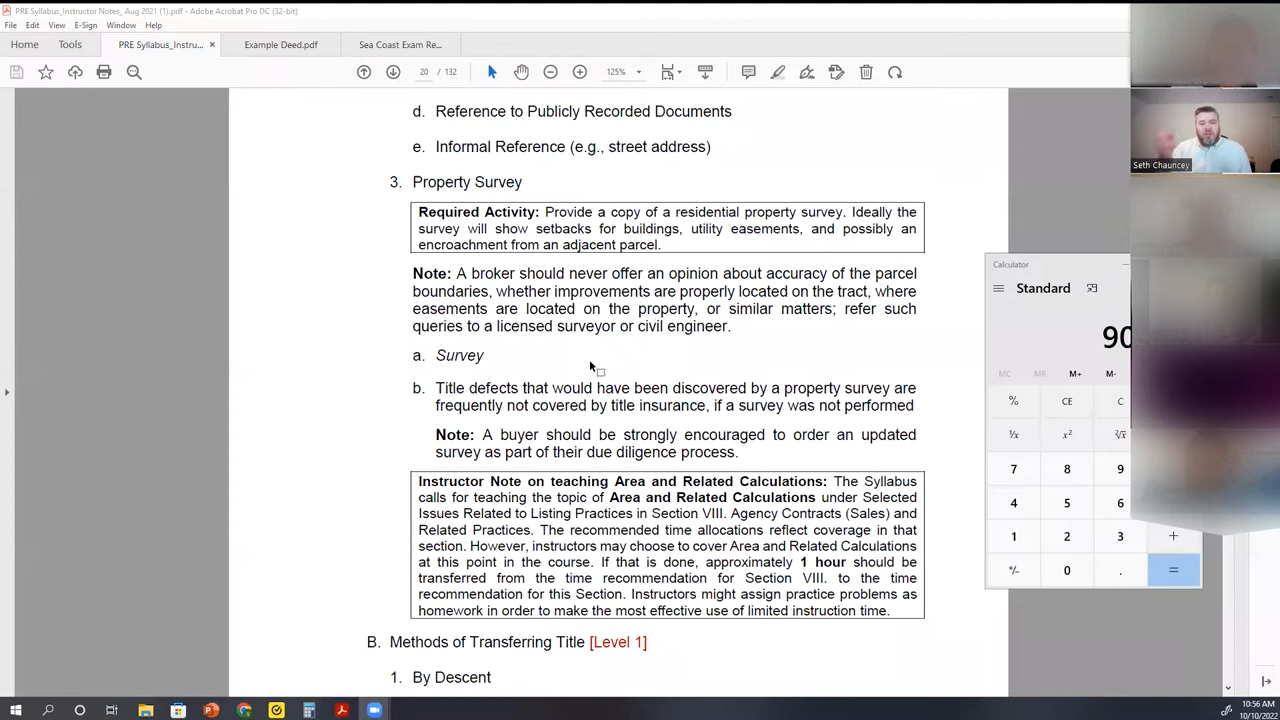 PRE Syllabus_Instructor Notes_ Aug 2021 (1).pdf - Adobe Acrobat Pro DC (32-bit)
File Edit View E-Sign Window Help
Home Tools PRE Syllabus_Instru... × Example Deed.pdf Sea Coast Exam Re...
20 / 132 125%
d. Reference to Publicly Recorded Documents
e. Informal Reference (e.g., street address)
3. Property Survey
Required Activity: Provide a copy of a residential property survey. Ideally the
survey will show setbacks for buildings, utility easements, and possibly an
encroachment from an adjacent parcel.
Note: A broker should never offer an opinion about accuracy of the parcel
boundaries, whether improvements are properly located on the tract, where
easements are located on the property, or similar matters; refer such
queries to a licensed surveyor or civil engineer.
a. Survey
b. Title defects that would have been discovered by a property survey are
frequently not covered by title insurance, if a survey was not performed
Note: A buyer should be strongly encouraged to order an updated
survey as part of their due diligence process.
Instructor Note on teaching Area and Related Calculations: The Syllabus
calls for teaching the topic of Area and Related Calculations under Selected
Issues Related to Listing Practices in Section VIII. Agency Contracts (Sales) and
Related Practices. The recommended time allocations reflect coverage in that
section. However, instructors may choose to cover Area and Related Calculations
at this point in the course. If that is done, approximately 1 hour should be
transferred from the time recommendation for Section VIII. to the time
recommendation for this Section. Instructors might assign practice problems as
homework in order to make the most effective use of limited instruction time.
B. Methods of Transferring Title [Level 1]
1. By Descent
Seth Chauncey
Calculator
Standard
90
MC MR M+ M-
% CE C
¹/x x² ²√x
7 8 9
4 5 6
1 2 3 +
+/- 0 . =
10:56 AM
10/10/2022